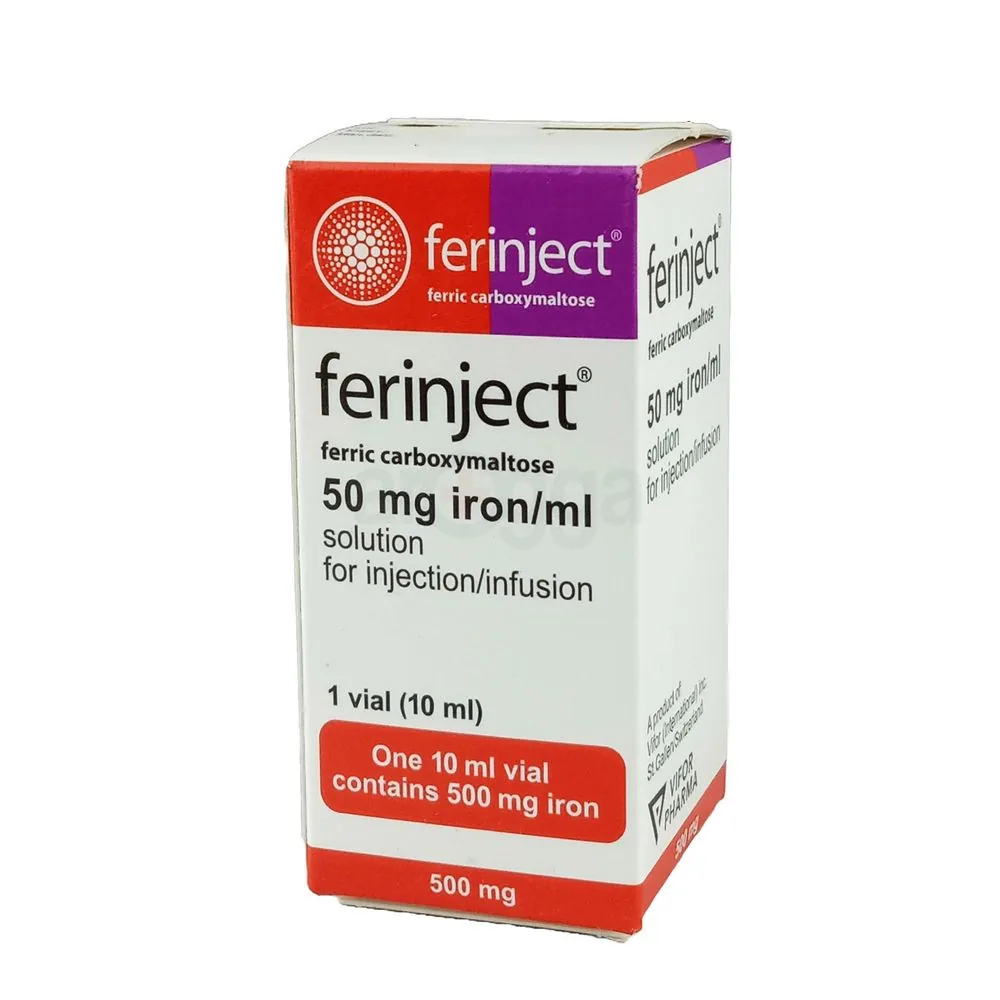 ferinject®
ferric carboxymaltose
ferinject®
ferric carboxymaltose
50 mg iron/ml
solution
for injection/infusion
1 vial (10 ml)
One 10 ml vial
contains 500 mg iron
500 mg
ferinject®
ferric carboxymaltose
50 mg iron/ml
solution
for injection/infusion
A product of:
Vifor (International) Inc.
St. Gallen/Switzerland
VIFOR
PHARMA
500 mg
arogga